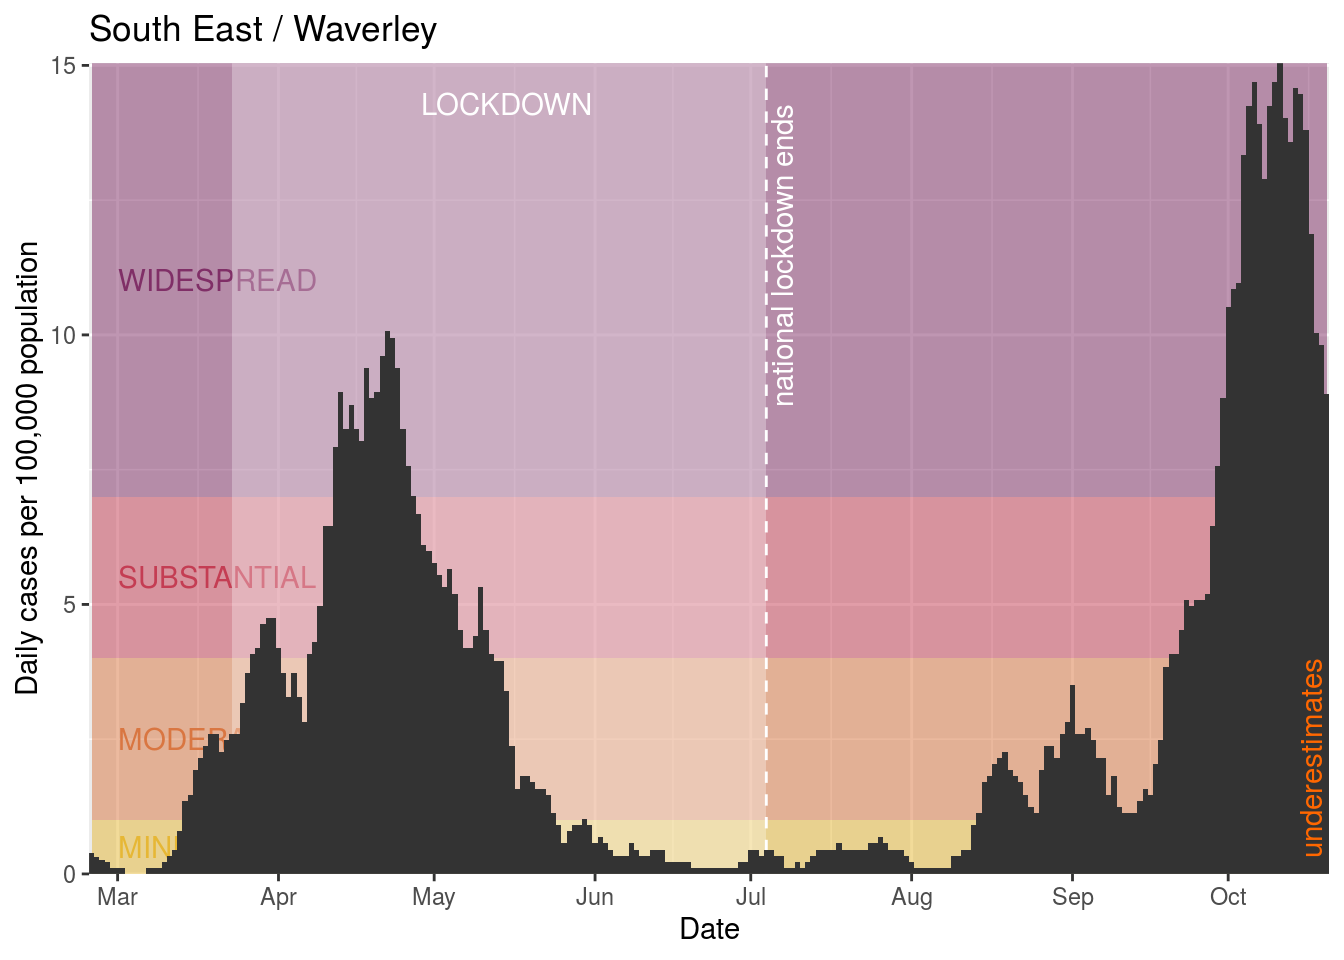 South East / Waverley
15
10
5
0
Daily cases per 100,000 population
LOCKDOWN
national lockdown ends
WIDESPREAD
SUBSTANTIAL
MODER
MIN
underestimates
Mar Apr May Jun Jul Aug Sep Oct
Date